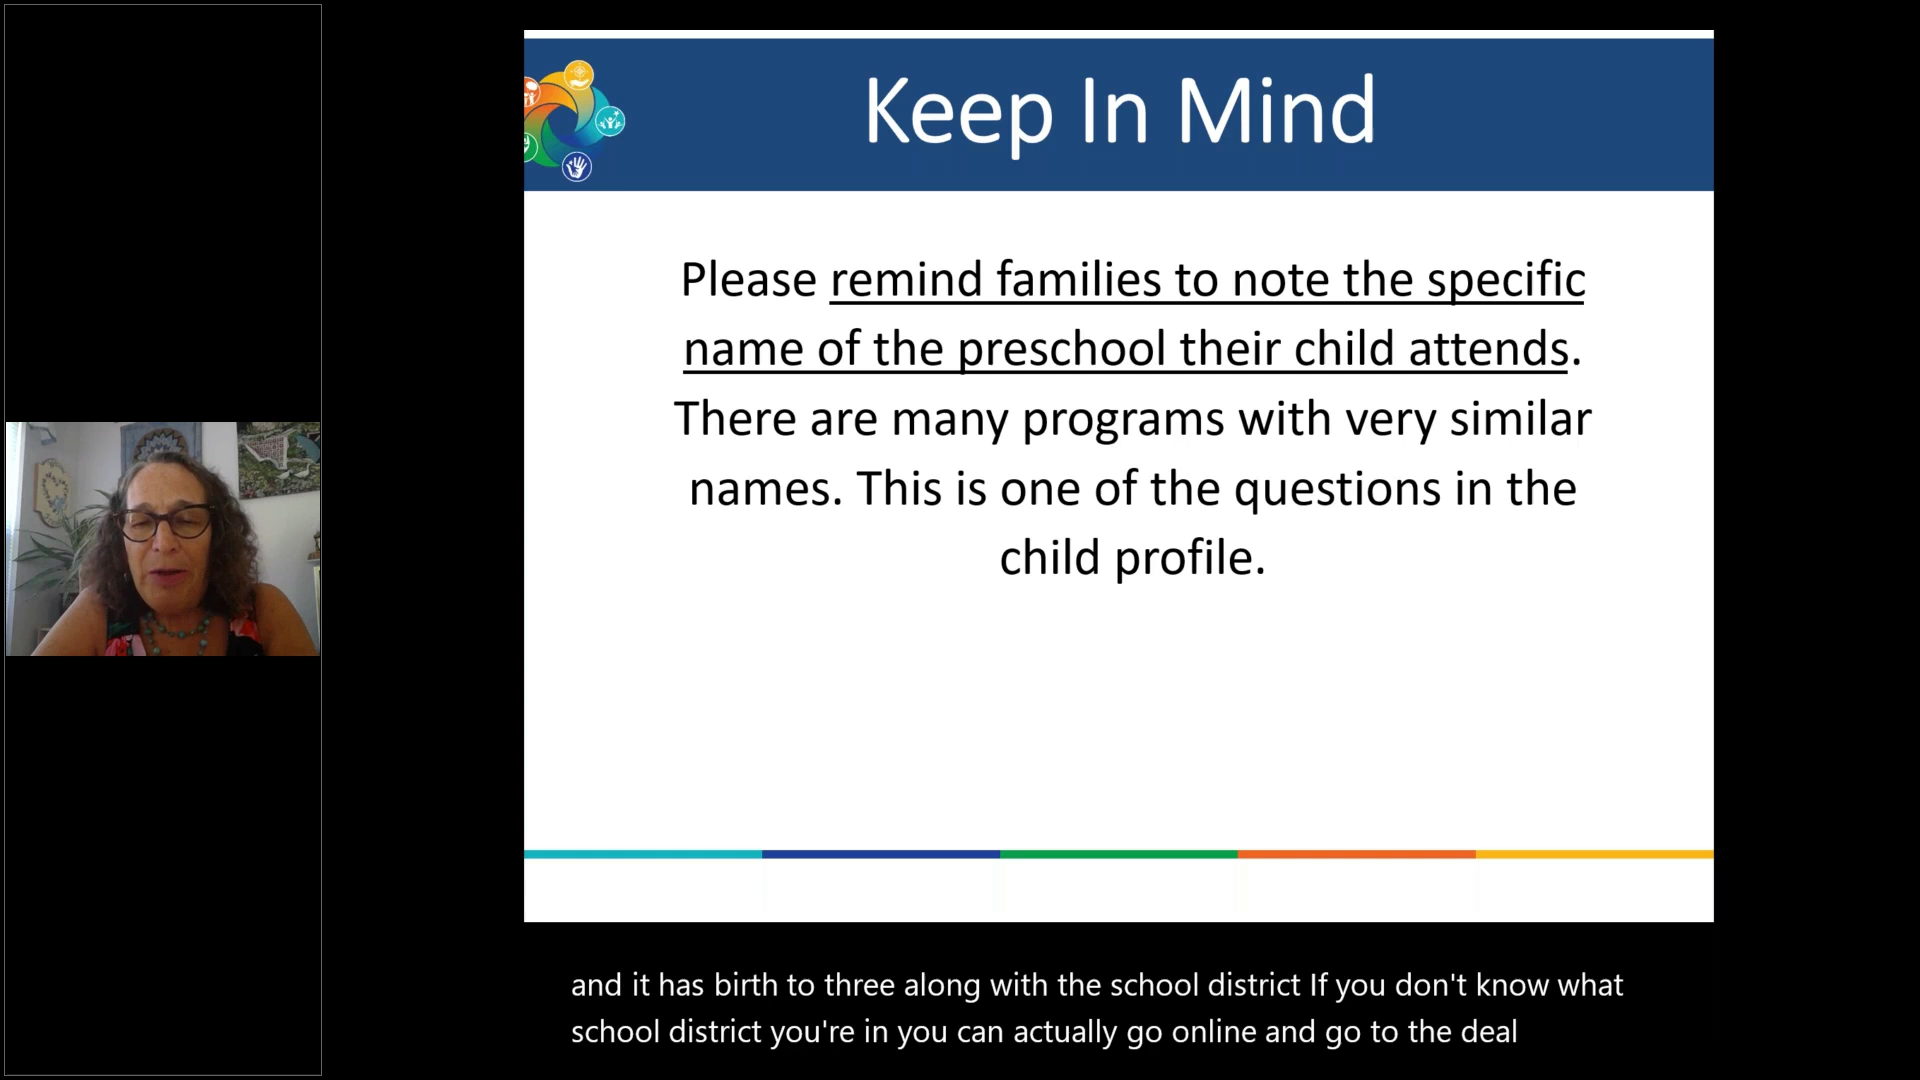 Keep In Mind
Please remind families to note the specific
name of the preschool their child attends.
There are many programs with very similar
names. This is one of the questions in the
child profile.
and it has birth to three along with the school district If you don't know what
school district you're in you can actually go online and go to the deal